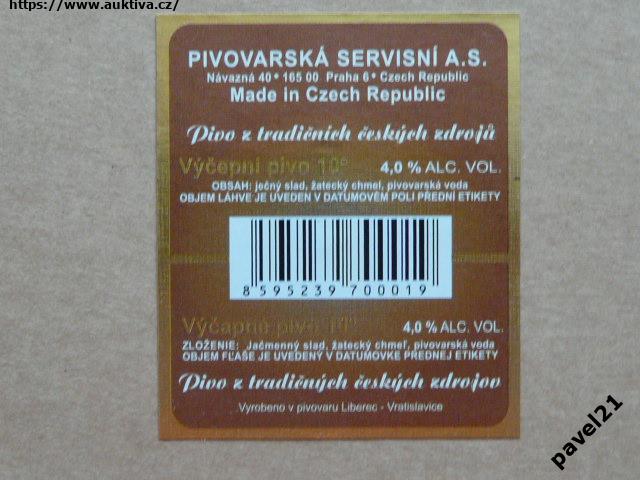 https://www.auktiva.cz/
PIVOVARSKÁ SERVISNÍ A.S.
Návazná 40 * 165 00 Praha 6 * Czech Republic
Made in Czech Republic
Pivo z tradičních českých zdrojů
Výčepní pivo 10° 4,0 % ALC. VOL.
OBSAH: ječný slad, žatecký chmel, pivovarská voda
OBJEM LÁHVE JE UVEDEN V DATUMOVÉM POLI PŘEDNÍ ETIKETY
8595239700019
Výčapné pivo 4,0 % ALC. VOL.
ZLOŽENIE: Jačmenný slad, žatecký chmeľ, pivovarská voda
OBJEM FĽAŠE JE UVEDENÝ V DATUMOVKE PREDNEJ ETIKETY
Pivo z tradičných českých zdrojov
Vyrobeno v pivovaru Liberec - Vratislavice
pavel21